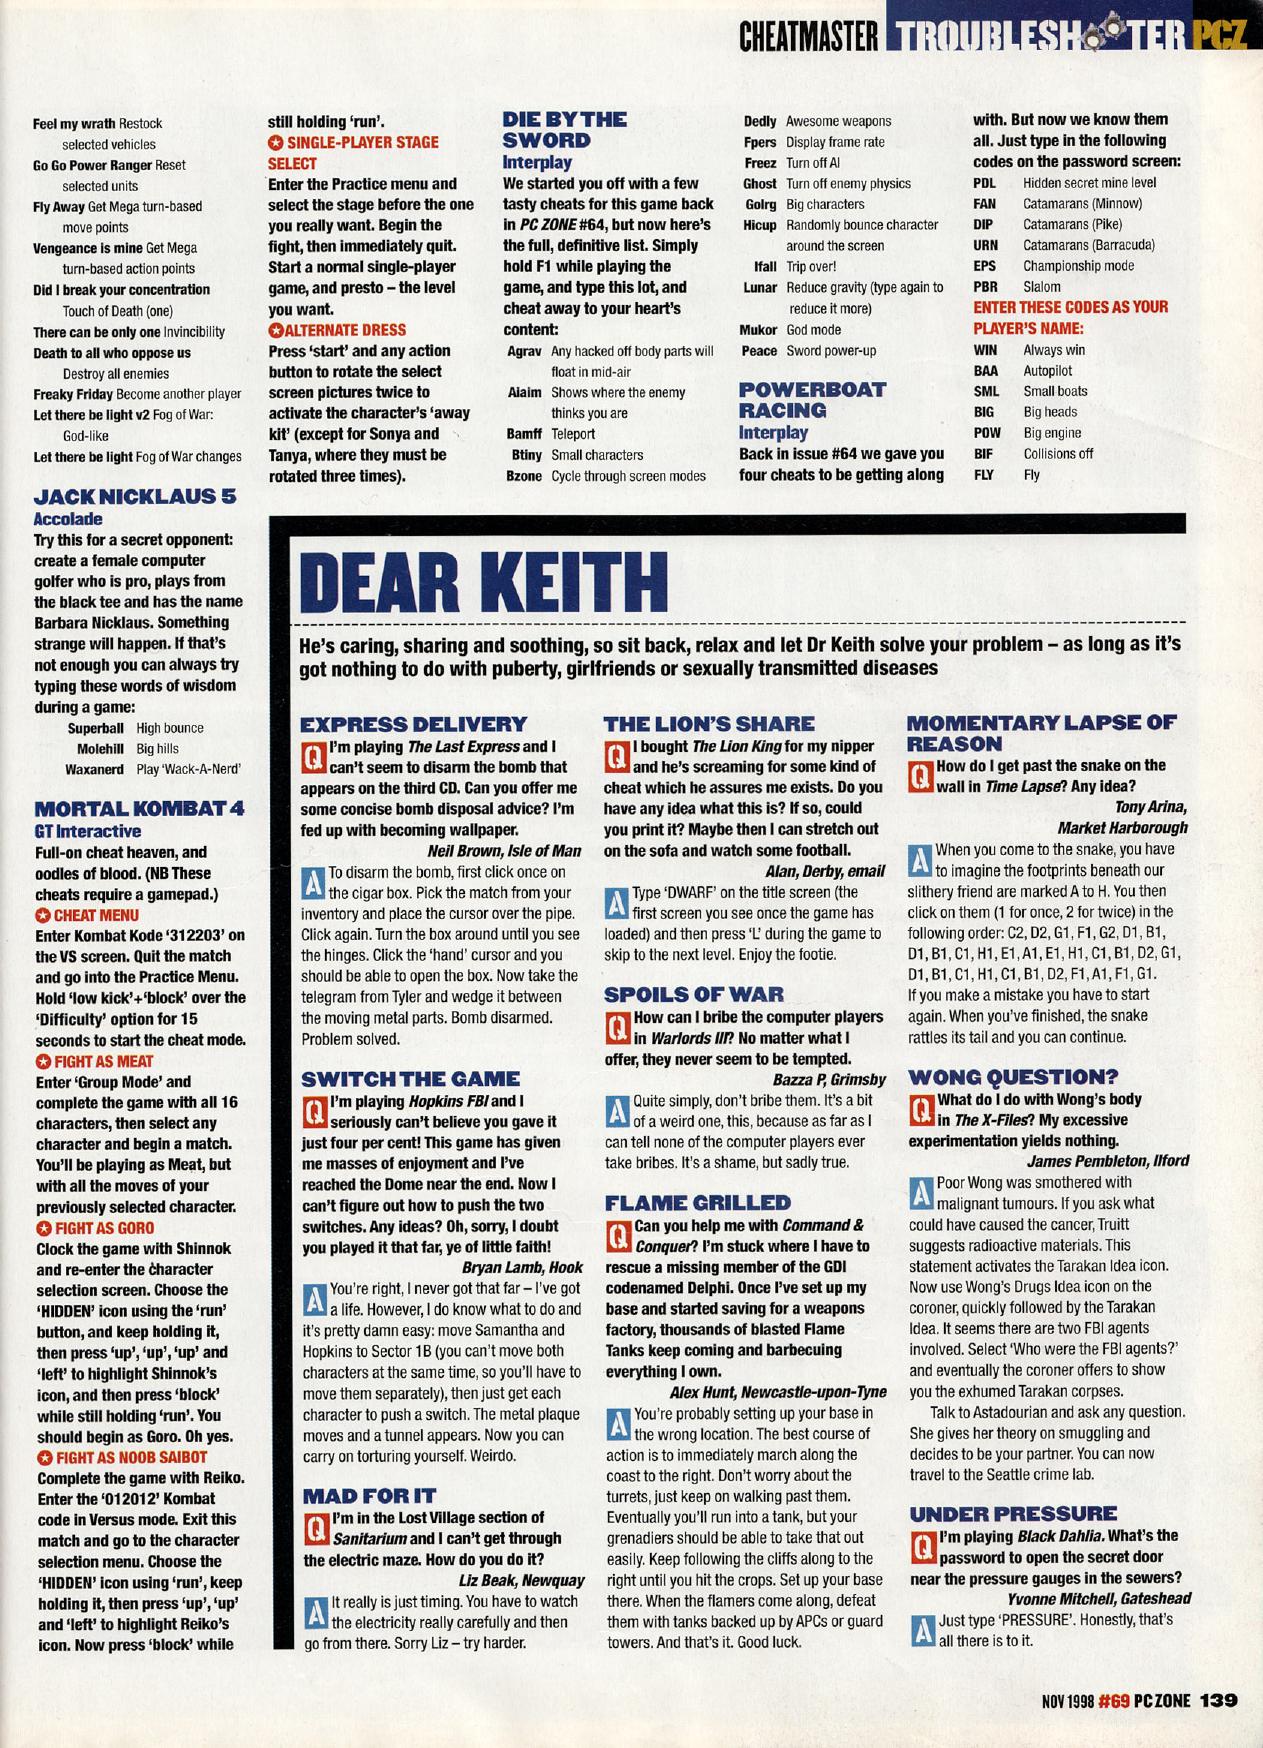 CHEATMASTER TROUBLESHOOTER PCZ
Feel my wrath Restock
selected vehicles
Go Go Power Ranger Reset
selected units
Fly Away Get Mega turn-based
move points
Vengeance is mine Get Mega
turn-based action points
Did I break your concentration
Touch of Death (one)
There can be only one Invincibility
Death to all who oppose us
Destroy all enemies
Freaky Friday Become another player
Let there be light v2 Fog of War:
God-like
Let there be light Fog of War changes
JACK NICKLAUS 5
Accolade
Try this for a secret opponent:
create a female computer
golfer who is pro, plays from
the black tee and has the name
Barbara Nicklaus. Something
strange will happen. If that's
not enough you can always try
typing these words of wisdom
during a game:
Superball High bounce
Molehill Big hills
Waxanerd Play 'Wack-A-Nerd'
MORTAL KOMBAT 4
GT Interactive
Full-on cheat heaven, and
oodles of blood. (NB These
cheats require a gamepad.)
CHEAT MENU
Enter Kombat Kode '312203' on
the VS screen. Quit the match
and go into the Practice Menu.
Hold 'low kick'+'block' over the
'Difficulty' option for 15
seconds to start the cheat mode.
FIGHT AS MEAT
Enter 'Group Mode' and
complete the game with all 16
characters, then select any
character and begin a match.
You'll be playing as Meat, but
with all the moves of your
previously selected character.
FIGHT AS GORO
Clock the game with Shinnok
and re-enter the character
selection screen. Choose the
'HIDDEN' icon using the 'run'
button, and keep holding it,
then press 'up', 'up', 'up' and
'left' to highlight Shinnok's
icon, and then press 'block'
while still holding 'run'. You
should begin as Goro. Oh yes.
FIGHT AS NOOB SAIBOT
Complete the game with Reiko.
Enter the '012012' Kombat
code in Versus mode. Exit this
match and go to the character
selection menu. Choose the
'HIDDEN' icon using 'run', keep
holding it, then press 'up', 'up'
and 'left' to highlight Reiko's
icon. Now press 'block' while
still holding 'run'.
SINGLE-PLAYER STAGE
SELECT
Enter the Practice menu and
select the stage before the one
you really want. Begin the
fight, then immediately quit.
Start a normal single-player
game, and presto – the level
you want.
ALTERNATE DRESS
Press 'start' and any action
button to rotate the select
screen pictures twice to
activate the character's 'away
kit' (except for Sonya and
Tanya, where they must be
rotated three times).
DIE BY THE
SWORD
Interplay
We started you off with a few
tasty cheats for this game back
in PC ZONE #64, but now here's
the full, definitive list. Simply
hold F1 while playing the
game, and type this lot, and
cheat away to your heart's
content:
Agrav Any hacked off body parts will
float in mid-air
Aiaim Shows where the enemy
thinks you are
Bamff Teleport
Btiny Small characters
Bzone Cycle through screen modes
Dedly Awesome weapons
Fpers Display frame rate
Freez Turn off AI
Ghost Turn off enemy physics
Golrg Big characters
Hicup Randomly bounce character
around the screen
Ifall Trip over!
Lunar Reduce gravity (type again to
reduce it more)
Mukor God mode
Peace Sword power-up
POWERBOAT
RACING
Interplay
Back in issue #64 we gave you
four cheats to be getting along
with. But now we know them
all. Just type in the following
codes on the password screen:
PDL Hidden secret mine level
FAN Catamarans (Minnow)
DIP Catamarans (Pike)
URN Catamarans (Barracuda)
EPS Championship mode
PBR Slalom
ENTER THESE CODES AS YOUR
PLAYER'S NAME:
WIN Always win
BAA Autopilot
SML Small boats
BIG Big heads
POW Big engine
BIF Collisions off
FLY Fly
DEAR KEITH
He's caring, sharing and soothing, so sit back, relax and let Dr Keith solve your problem – as long as it's
got nothing to do with puberty, girlfriends or sexually transmitted diseases
EXPRESS DELIVERY
Q I'm playing The Last Express and I
can't seem to disarm the bomb that
appears on the third CD. Can you offer me
some concise bomb disposal advice? I'm
fed up with becoming wallpaper.
Neil Brown, Isle of Man
A To disarm the bomb, first click once on
the cigar box. Pick the match from your
inventory and place the cursor over the pipe.
Click again. Turn the box around until you see
the hinges. Click the 'hand' cursor and you
should be able to open the box. Now take the
telegram from Tyler and wedge it between
the moving metal parts. Bomb disarmed.
Problem solved.
SWITCH THE GAME
Q I'm playing Hopkins FBI and I
seriously can't believe you gave it
just four per cent! This game has given
me masses of enjoyment and I've
reached the Dome near the end. Now I
can't figure out how to push the two
switches. Any ideas? Oh, sorry, I doubt
you played it that far, ye of little faith!
Bryan Lamb, Hook
A You're right, I never got that far – I've got
a life. However, I do know what to do and
it's pretty damn easy: move Samantha and
Hopkins to Sector 1B (you can't move both
characters at the same time, so you'll have to
move them separately), then just get each
character to push a switch. The metal plaque
moves and a tunnel appears. Now you can
carry on torturing yourself. Weirdo.
MAD FOR IT
Q I'm in the Lost Village section of
Sanitarium and I can't get through
the electric maze. How do you do it?
Liz Beak, Newquay
A It really is just timing. You have to watch
the electricity really carefully and then
go from there. Sorry Liz – try harder.
THE LION'S SHARE
Q I bought The Lion King for my nipper
and he's screaming for some kind of
cheat which he assures me exists. Do you
have any idea what this is? If so, could
you print it? Maybe then I can stretch out
on the sofa and watch some football.
Alan, Derby, email
A Type 'DWARF' on the title screen (the
first screen you see once the game has
loaded) and then press 'L' during the game to
skip to the next level. Enjoy the footie.
SPOILS OF WAR
Q How can I bribe the computer players
in Warlords III? No matter what I
offer, they never seem to be tempted.
Bazza P, Grimsby
A Quite simply, don't bribe them. It's a bit
of a weird one, this, because as far as I
can tell none of the computer players ever
take bribes. It's a shame, but sadly true.
FLAME GRILLED
Q Can you help me with Command &
Conquer? I'm stuck where I have to
rescue a missing member of the GDI
codenamed Delphi. Once I've set up my
base and started saving for a weapons
factory, thousands of blasted Flame
Tanks keep coming and barbecuing
everything I own.
Alex Hunt, Newcastle-upon-Tyne
A You're probably setting up your base in
the wrong location. The best course of
action is to immediately march along the
coast to the right. Don't worry about the
turrets, just keep on walking past them.
Eventually you'll run into a tank, but your
grenadiers should be able to take that out
easily. Keep following the cliffs along to the
right until you hit the crops. Set up your base
there. When the flamers come along, defeat
them with tanks backed up by APCs or guard
towers. And that's it. Good luck.
MOMENTARY LAPSE OF
REASON
Q How do I get past the snake on the
wall in Time Lapse? Any idea?
Tony Arina,
Market Harborough
A When you come to the snake, you have
to imagine the footprints beneath our
slithery friend are marked A to H. You then
click on them (1 for once, 2 for twice) in the
following order: C2, D2, G1, F1, G2, D1, B1,
D1, B1, C1, H1, E1, A1, E1, H1, C1, B1, D2, G1,
D1, B1, C1, H1, C1, B1, D2, F1, A1, F1, G1.
If you make a mistake you have to start
again. When you've finished, the snake
rattles its tail and you can continue.
WONG QUESTION?
Q What do I do with Wong's body
in The X-Files? My excessive
experimentation yields nothing.
James Pembleton, Ilford
A Poor Wong was smothered with
malignant tumours. If you ask what
could have caused the cancer, Truitt
suggests radioactive materials. This
statement activates the Tarakan Idea icon.
Now use Wong's Drugs Idea icon on the
coroner, quickly followed by the Tarakan
Idea. It seems there are two FBI agents
involved. Select 'Who were the FBI agents?'
and eventually the coroner offers to show
you the exhumed Tarakan corpses.
Talk to Astadourian and ask any question.
She gives her theory on smuggling and
decides to be your partner. You can now
travel to the Seattle crime lab.
UNDER PRESSURE
Q I'm playing Black Dahlia. What's the
password to open the secret door
near the pressure gauges in the sewers?
Yvonne Mitchell, Gateshead
A Just type 'PRESSURE'. Honestly, that's
all there is to it.
NOV 1998 #69 PC ZONE 139